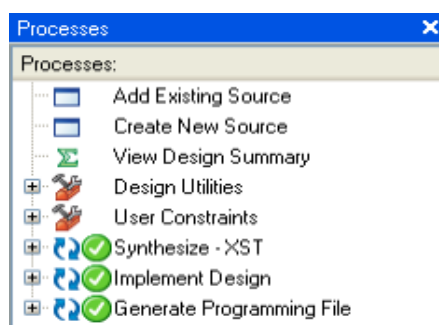 Processes
Processes:
Add Existing Source
Create New Source
View Design Summary
Design Utilities
User Constraints
Synthesize - XST
Implement Design
Generate Programming File